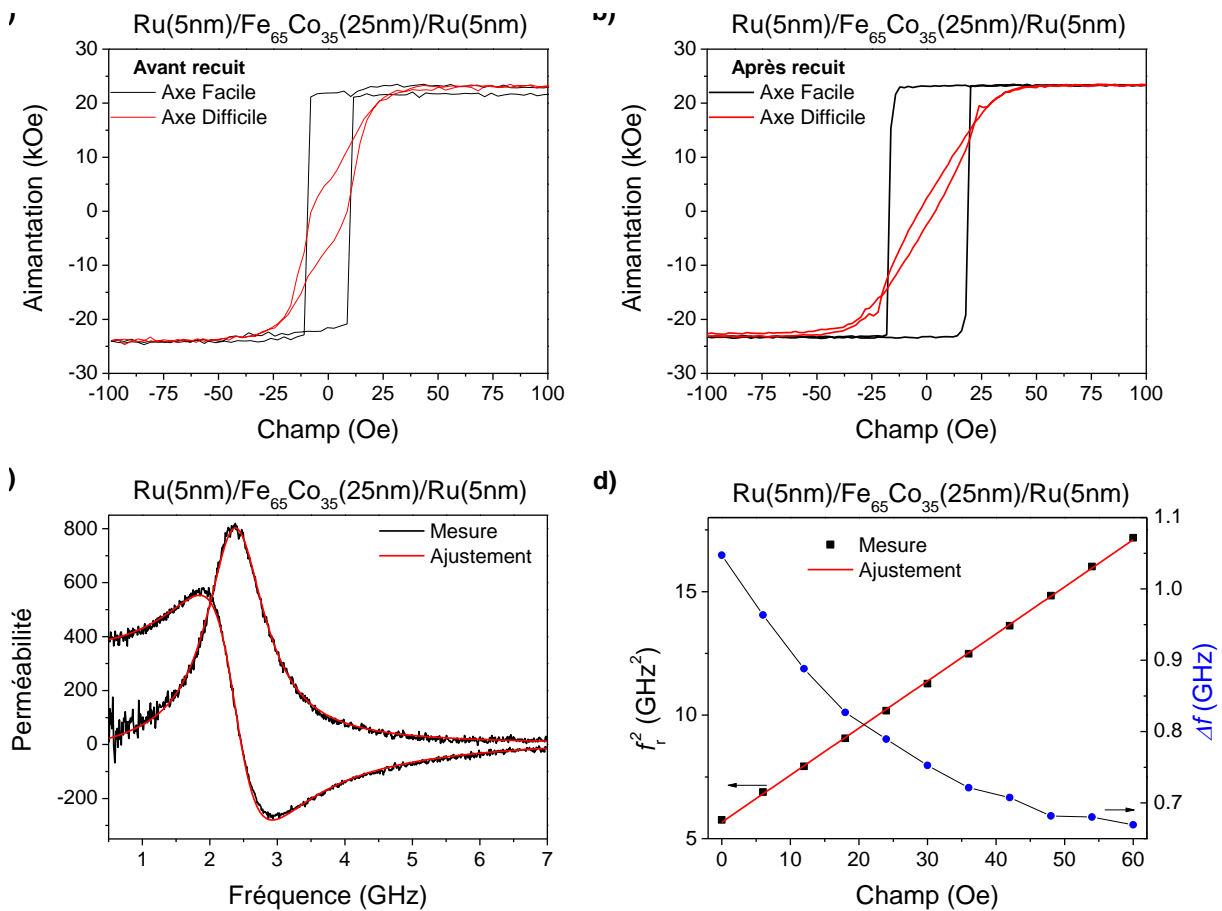 )
Ru(5nm)/Fe65Co35(25nm)/Ru(5nm)
30
20
10
0
-10
-20
-30
Aimantation (kOe)
Avant recuit
Axe Facile
Axe Difficile
-100 -75 -50 -25 0 25 50 75 100
Champ (Oe)
b)
Ru(5nm)/Fe65Co35(25nm)/Ru(5nm)
30
20
10
0
-10
-20
-30
Aimantation (kOe)
Après recuit
Axe Facile
Axe Difficile
-100 -75 -50 -25 0 25 50 75 100
Champ (Oe)
)
Ru(5nm)/Fe65Co35(25nm)/Ru(5nm)
800
600
400
200
0
-200
Perméabilité
Mesure
Ajustement
1 2 3 4 5 6 7
Fréquence (GHz)
d)
Ru(5nm)/Fe65Co35(25nm)/Ru(5nm)
15
10
5
fr2 (GHz2)
Mesure
Ajustement
1.1
1.0
0.9
0.8
0.7
Δf (GHz)
0 10 20 30 40 50 60
Champ (Oe)